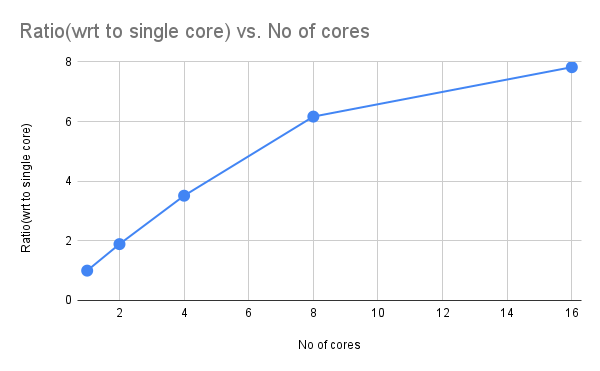 Ratio(wrt to single core) vs. No of cores
Ratio(wrt to single core)
8
6
4
2
0
2 4 6 8 10 12 14 16
No of cores